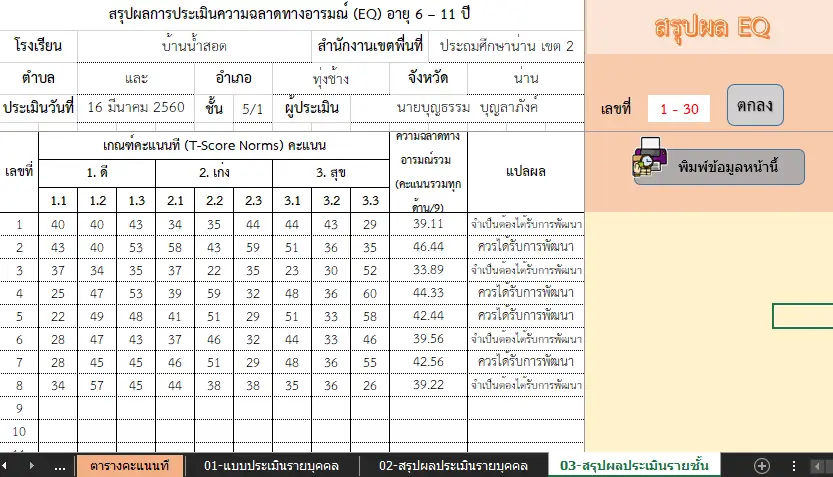 สรุปผลการประเมินความฉลาดทางอารมณ์ (EQ) อายุ 6 – 11 ปี
สรุปผล EQ
โรงเรียน บ้านน้ำสอด สำนักงานเขตพื้นที่ ประถมศึกษาน่าน เขต 2
ตำบล และ อำเภอ ทุ่งช้าง จังหวัด น่าน
ประเมินวันที่ 16 มีนาคม 2560 ชั้น 5/1 ผู้ประเมิน นายบุญธรรม บุญลาภังค์
เลขที่ 1 - 30 ตกลง
พิมพ์ข้อมูลหน้านี้
เลขที่ เกณฑ์คะแนนที (T-Score Norms) คะแนน ความฉลาดทาง
อารมณ์รวม
(คะแนนรวมทุก
ด้าน/9) แปลผล
1. ดี 2. เก่ง 3. สุข
1.1 1.2 1.3 2.1 2.2 2.3 3.1 3.2 3.3
1 40 40 43 34 35 44 44 43 29 39.11 จำเป็นต้องได้รับการพัฒนา
2 43 40 53 58 43 59 51 36 35 46.44 ควรได้รับการพัฒนา
3 37 34 35 37 22 35 23 30 52 33.89 จำเป็นต้องได้รับการพัฒนา
4 25 47 53 39 59 32 48 36 60 44.33 ควรได้รับการพัฒนา
5 22 49 48 41 51 29 51 33 58 42.44 ควรได้รับการพัฒนา
6 28 47 43 37 46 32 44 33 46 39.56 จำเป็นต้องได้รับการพัฒนา
7 28 45 45 46 51 29 48 36 55 42.56 ควรได้รับการพัฒนา
8 34 57 45 44 38 38 35 36 26 39.22 จำเป็นต้องได้รับการพัฒนา
9
10
... ตารางคะแนนที 01-แบบประเมินรายบุคคล 02-สรุปผลประเมินรายบุคคล 03-สรุปผลประเมินรายชั้น